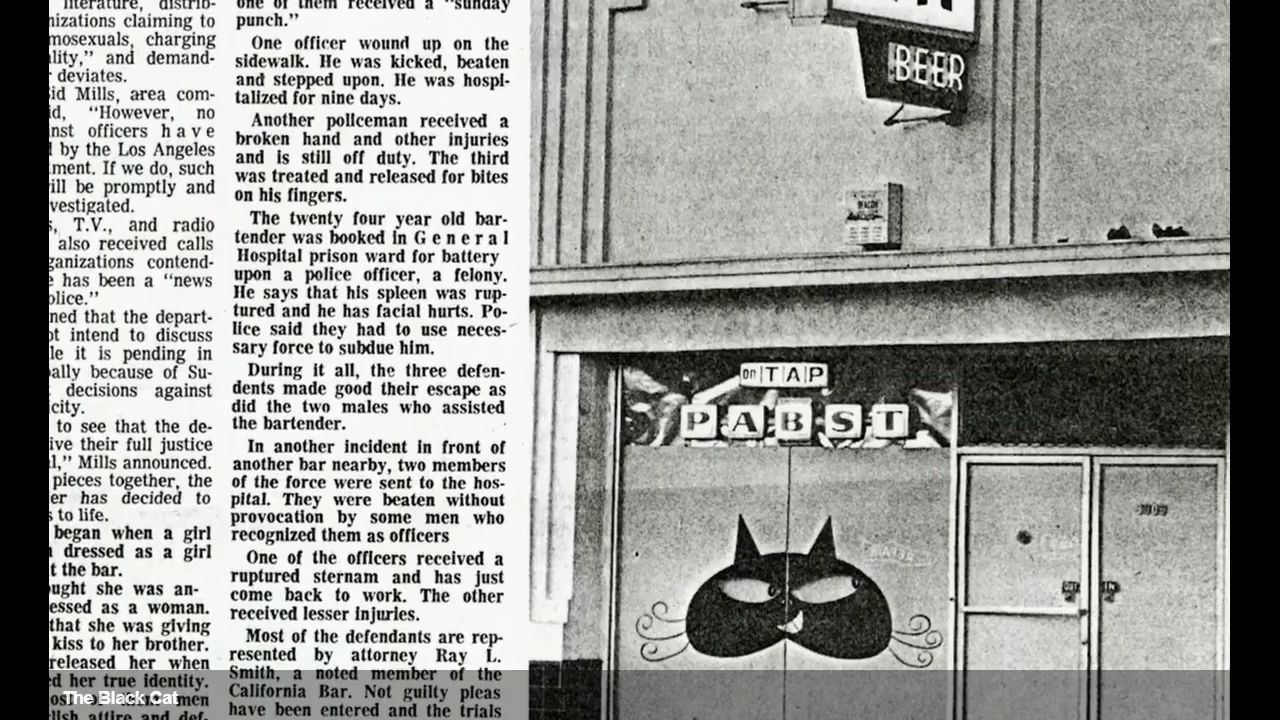 literature, distrib-
nizations claiming to
mosexuals, charging
lity," and demand-
deviates.
id Mills, area com-
d, "However, no
nst officers have
by the Los Angeles
ment. If we do, such
ill be promptly and
vestigated.
s, T.V., and radio
also received calls
ganizations contend-
e has been a "news
olice."
ned that the depart-
ot intend to discuss
le it is pending in
ally because of Su-
decisions against
city.
to see that the de-
ive their full justice
l," Mills announced.
pieces together, the
er has decided to
s to life.
began when a girl
dressed as a girl
t the bar.
ught she was an-
essed as a woman.
that she was giving
kiss to her brother.
released her when
d her true identity.
men
lish attire and def-
one of them received a "sunday
punch."
One officer wound up on the
sidewalk. He was kicked, beaten
and stepped upon. He was hospi-
talized for nine days.
Another policeman received a
broken hand and other injuries
and is still off duty. The third
was treated and released for bites
on his fingers.
The twenty four year old bar-
tender was booked in General
Hospital prison ward for battery
upon a police officer, a felony.
He says that his spleen was rup-
tured and he has facial hurts. Po-
lice said they had to use neces-
sary force to subdue him.
During it all, the three defen-
dents made good their escape as
did the two males who assisted
the bartender.
In another incident in front of
another bar nearby, two members
of the force were sent to the hos-
pital. They were beaten without
provocation by some men who
recognized them as officers
One of the officers received a
ruptured sternam and has just
come back to work. The other
received lesser injuries.
Most of the defendants are rep-
resented by attorney Ray L.
Smith, a noted member of the
California Bar. Not guilty pleas
have been entered and the trials
BEER
on TAP
PABST
The Black Cat